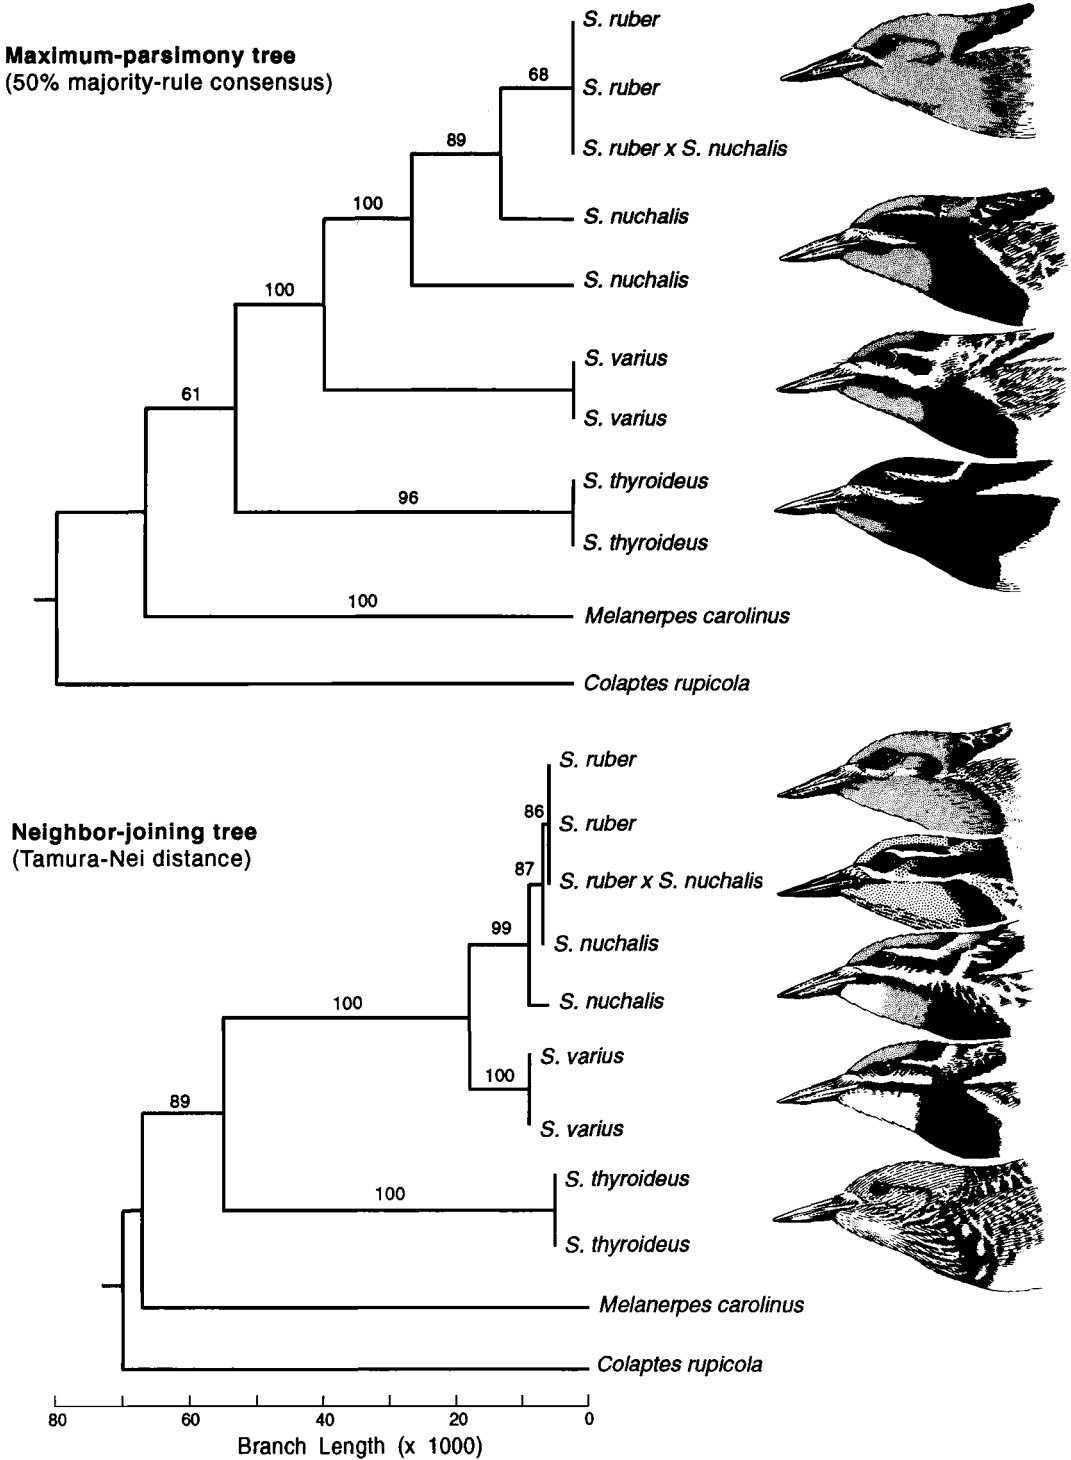 Maximum-parsimony tree
(50% majority-rule consensus)
S. ruber
68
S. ruber
89
S. ruber x S. nuchalis
100
S. nuchalis
100
S. nuchalis
61
S. varius
S. varius
96
S. thyroideus
S. thyroideus
100
Melanerpes carolinus
Colaptes rupicola
Neighbor-joining tree
(Tamura-Nei distance)
S. ruber
86
S. ruber
87
S. ruber x S. nuchalis
99
S. nuchalis
100
S. nuchalis
S. varius
100
S. varius
89
S. thyroideus
100
S. thyroideus
Melanerpes carolinus
Colaptes rupicola
80 60 40 20 0
Branch Length (x 1000)